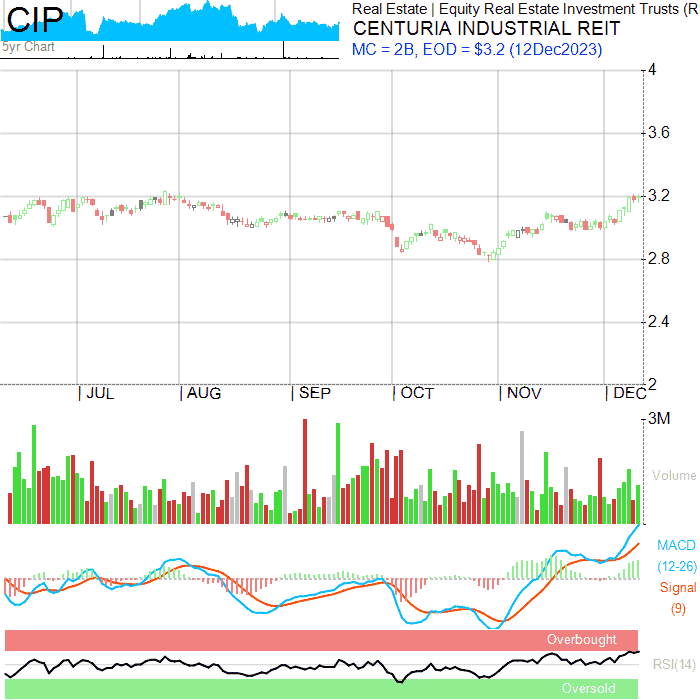 CIP
5yr Chart
Real Estate | Equity Real Estate Investment Trusts (R
CENTURIA INDUSTRIAL REIT
MC = 2B, EOD = $3.2 (12Dec2023)
4
3.6
3.2
2.8
2.4
2
| JUL | AUG | SEP | OCT | NOV | DEC
3M
Volume
MACD
(12-26)
Signal
(9)
Overbought
RSI(14)
Oversold